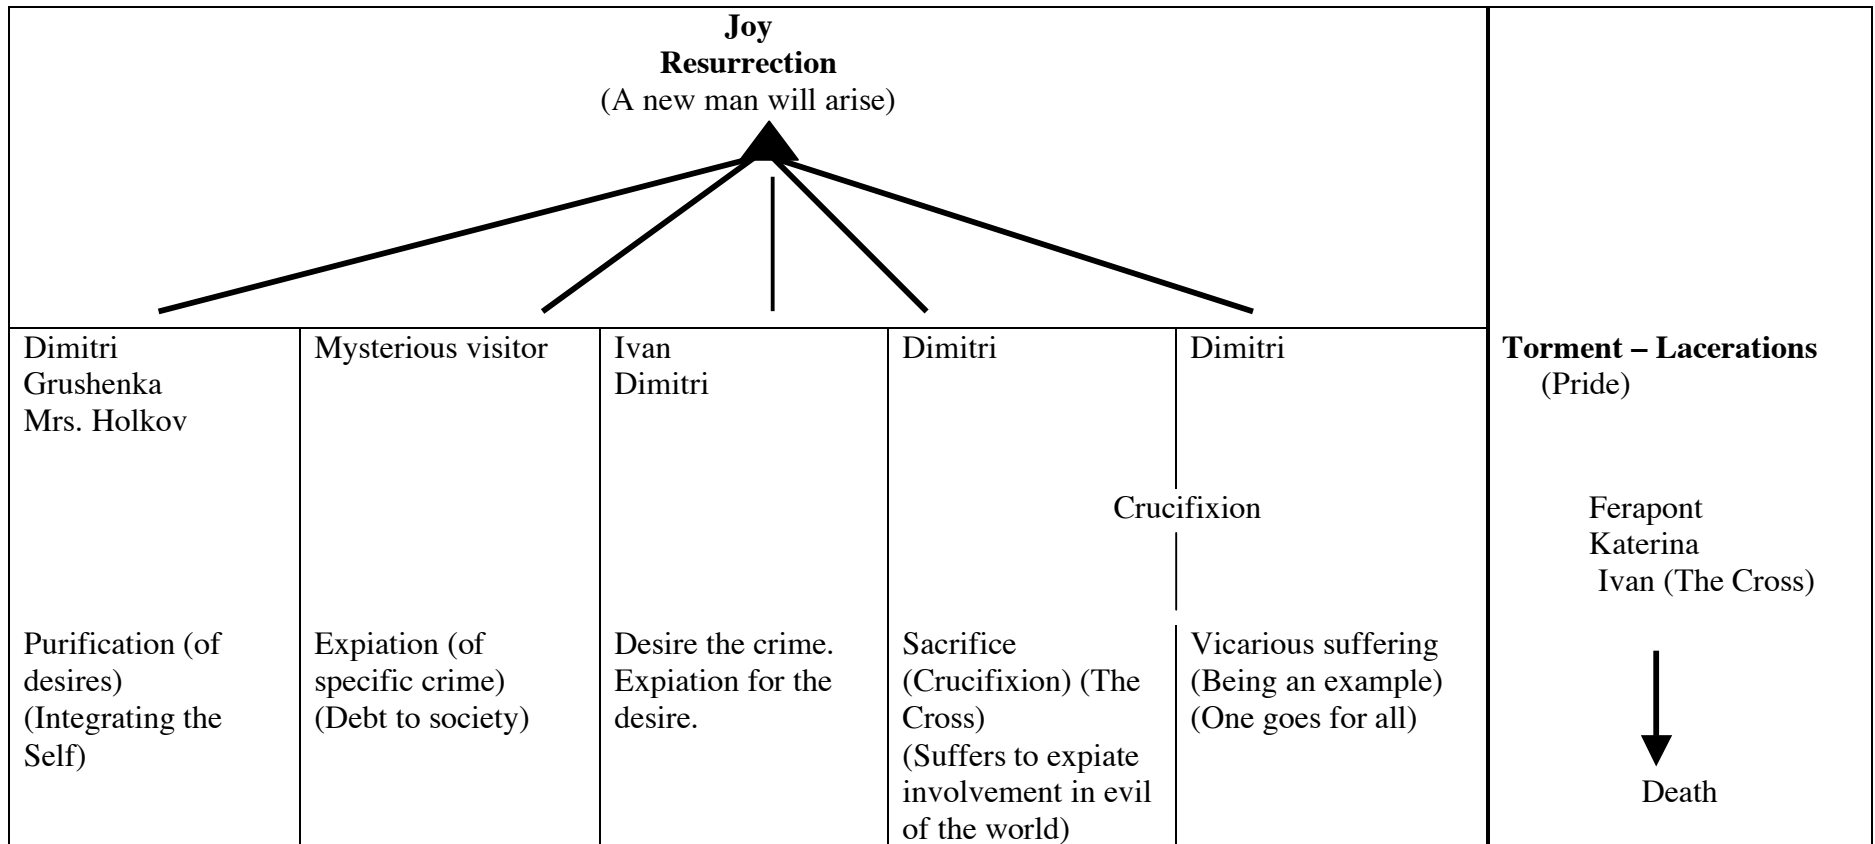 Joy
Resurrection
(A new man will arise)
Dimitri
Grushenka
Mrs. Holkov
Purification (of
desires)
(Integrating the
Self)
Mysterious visitor
Expiation (of
specific crime)
(Debt to society)
Ivan
Dimitri
Desire the crime.
Expiation for the
desire.
Dimitri
Crucifixion
Sacrifice
(Crucifixion) (The
Cross)
(Suffers to expiate
involvement in evil
of the world)
Dimitri
Vicarious suffering
(Being an example)
(One goes for all)
Torment – Lacerations
(Pride)
Ferapont
Katerina
Ivan (The Cross)
Death